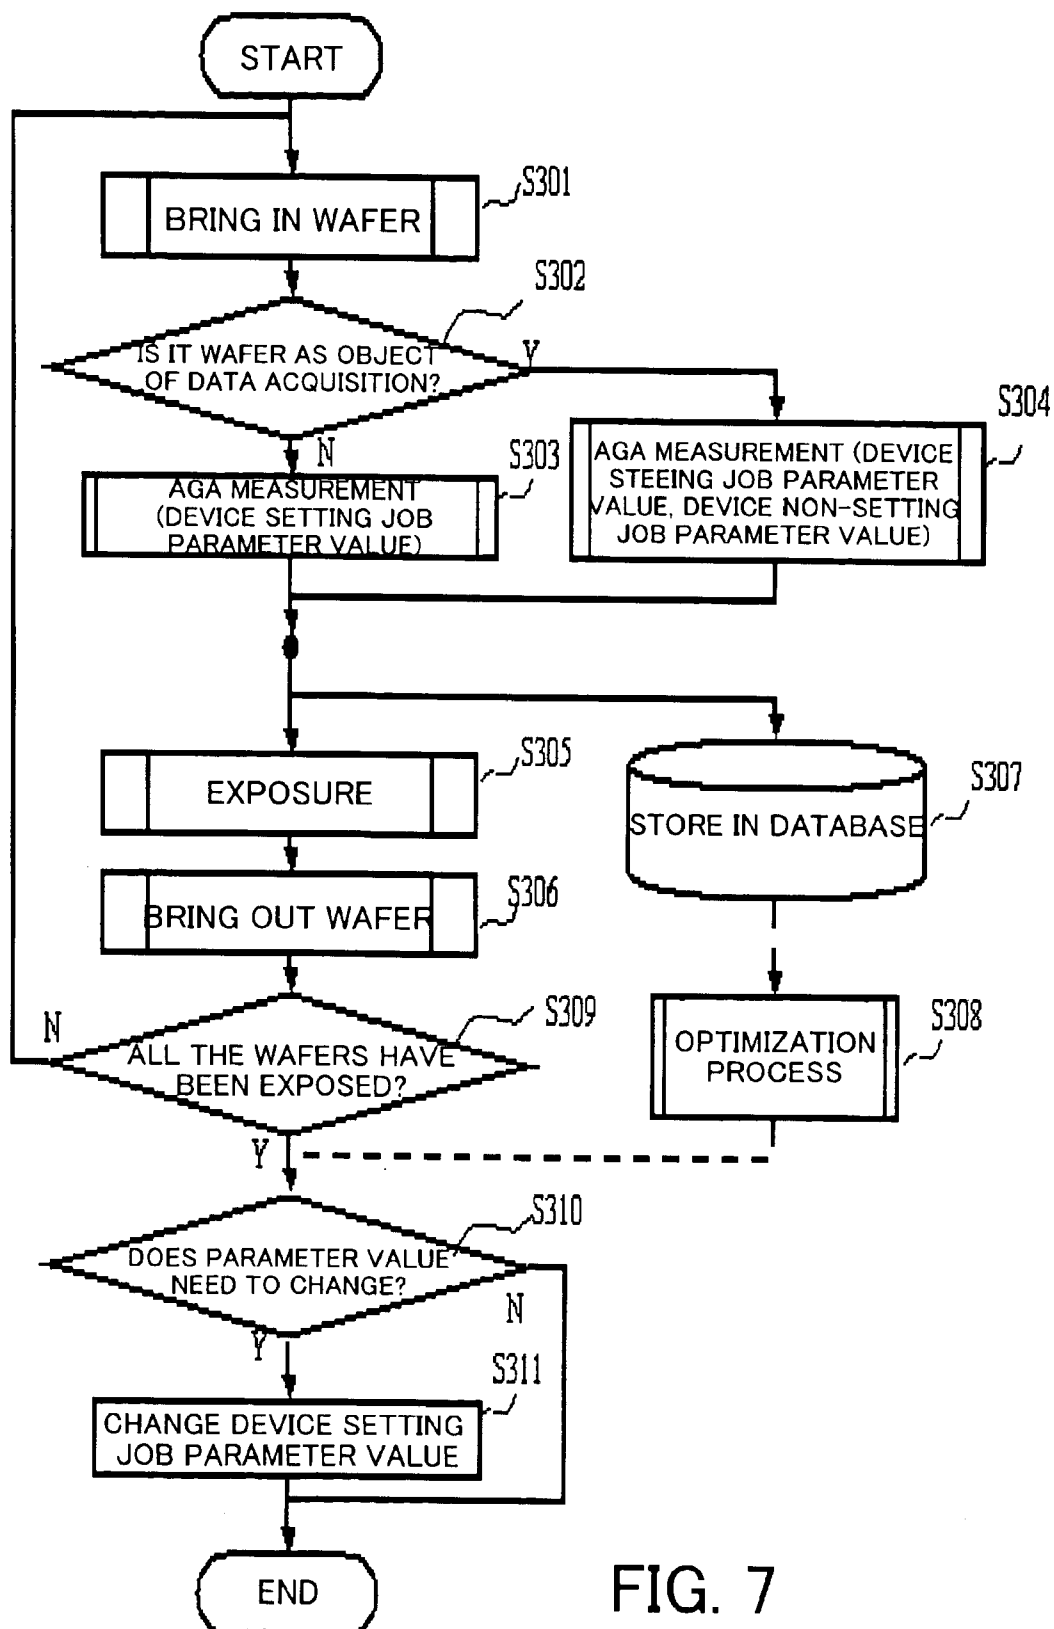 START
BRING IN WAFER
S301
S302
IS IT WAFER AS OBJECT
OF DATA ACQUISITION?
Y
N
S303
AGA MEASUREMENT
(DEVICE SETTING JOB
PARAMETER VALUE)
S304
AGA MEASUREMENT (DEVICE
STEEING JOB PARAMETER
VALUE, DEVICE NON-SETTING
JOB PARAMETER VALUE)
EXPOSURE
S305
STORE IN DATABASE
S307
BRING OUT WAFER
S306
N
ALL THE WAFERS HAVE
BEEN EXPOSED?
S309
Y
OPTIMIZATION
PROCESS
S308
S310
DOES PARAMETER VALUE
NEED TO CHANGE?
N
Y
S311
CHANGE DEVICE SETTING
JOB PARAMETER VALUE
END
FIG. 7